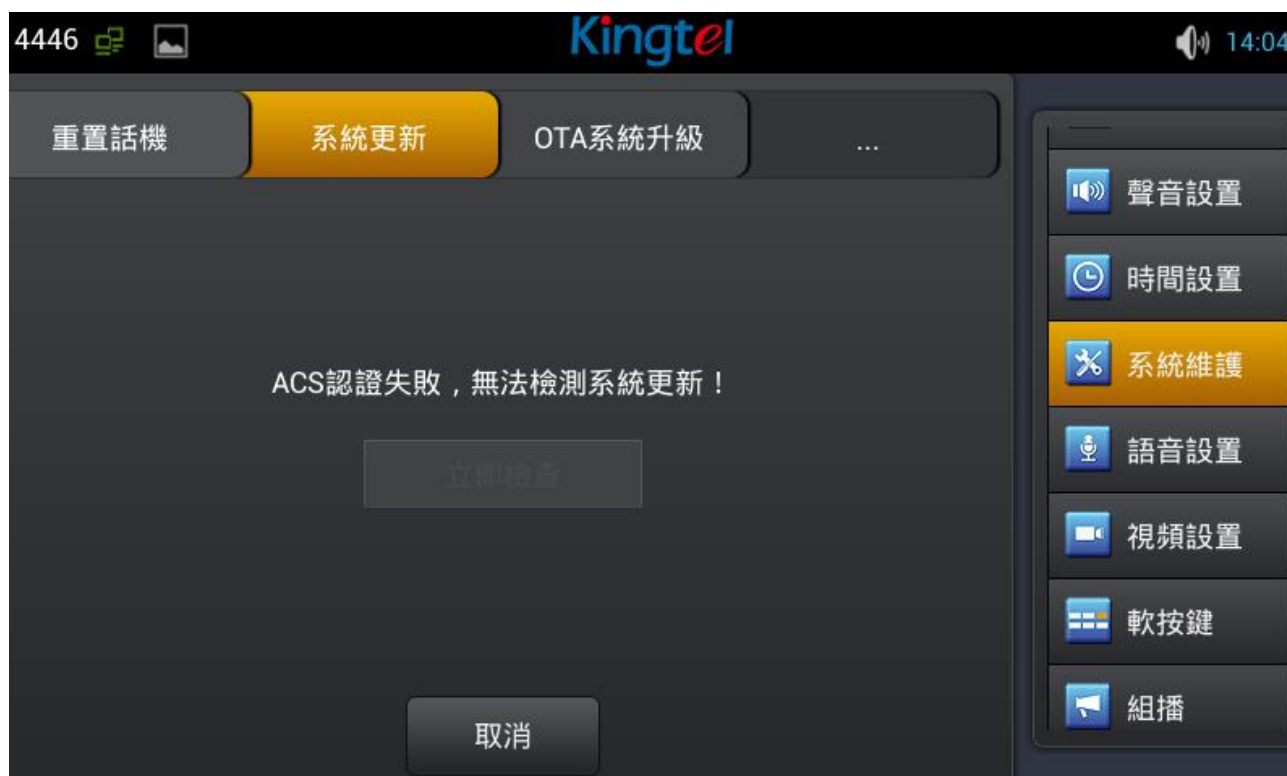 4446
Kingtel
14:04
重置話機
系統更新
OTA系統升級
...
ACS認證失敗，無法檢測系統更新！
立即檢查
取消
聲音設置
時間設置
系統維護
語音設置
視頻設置
軟按鍵
組播